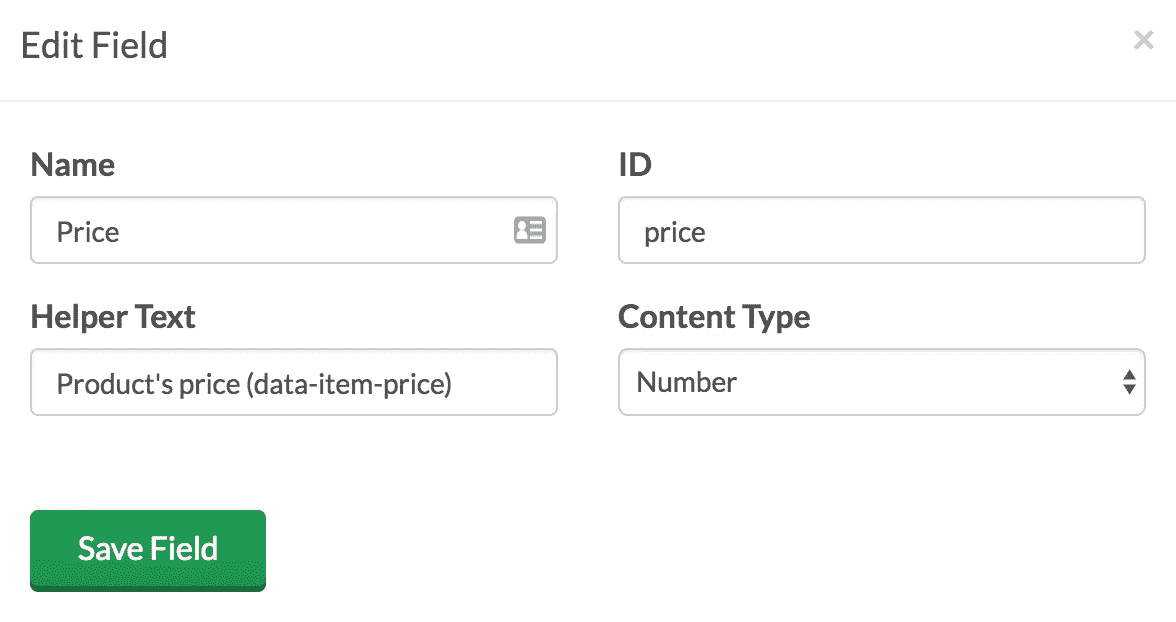 Edit Field
×
Name
ID
Price
price
Helper Text
Content Type
Product's price (data-item-price)
Number
Save Field